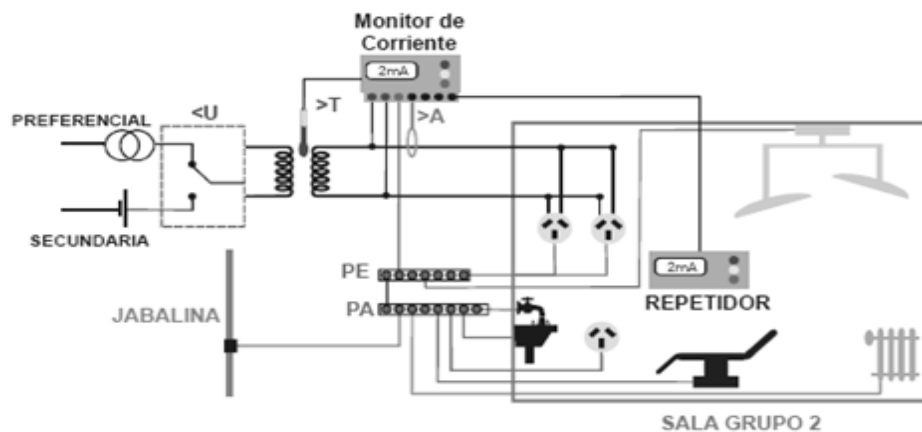 Monitor de
Corriente
2mA
<U
>T
>A
PREFERENCIAL
SECUNDARIA
PE
2mA
REPETIDOR
PA
JABALINA
SALA GRUPO 2